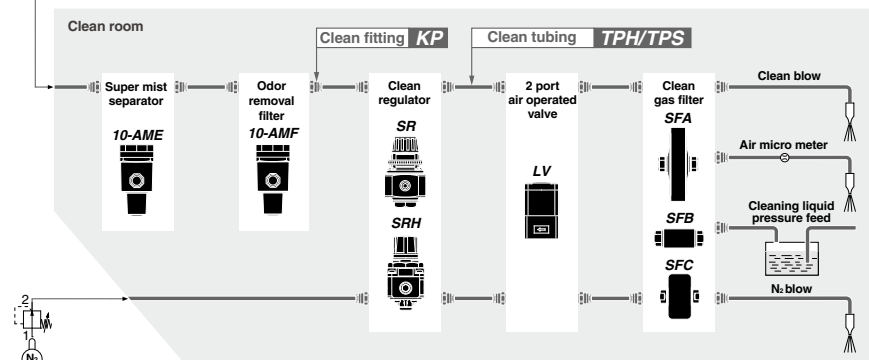 Clean room
Clean fitting KP
Clean tubing TPH/TPS
Super mist
separator
10-AME
Odor
removal
filter
10-AMF
Clean
regulator
SR
SRH
2 port
air operated
valve
LV
Clean
gas filter
SFA
SFB
SFC
Clean blow
Air micro meter
Cleaning liquid
pressure feed
N₂ blow
2
1
N₂